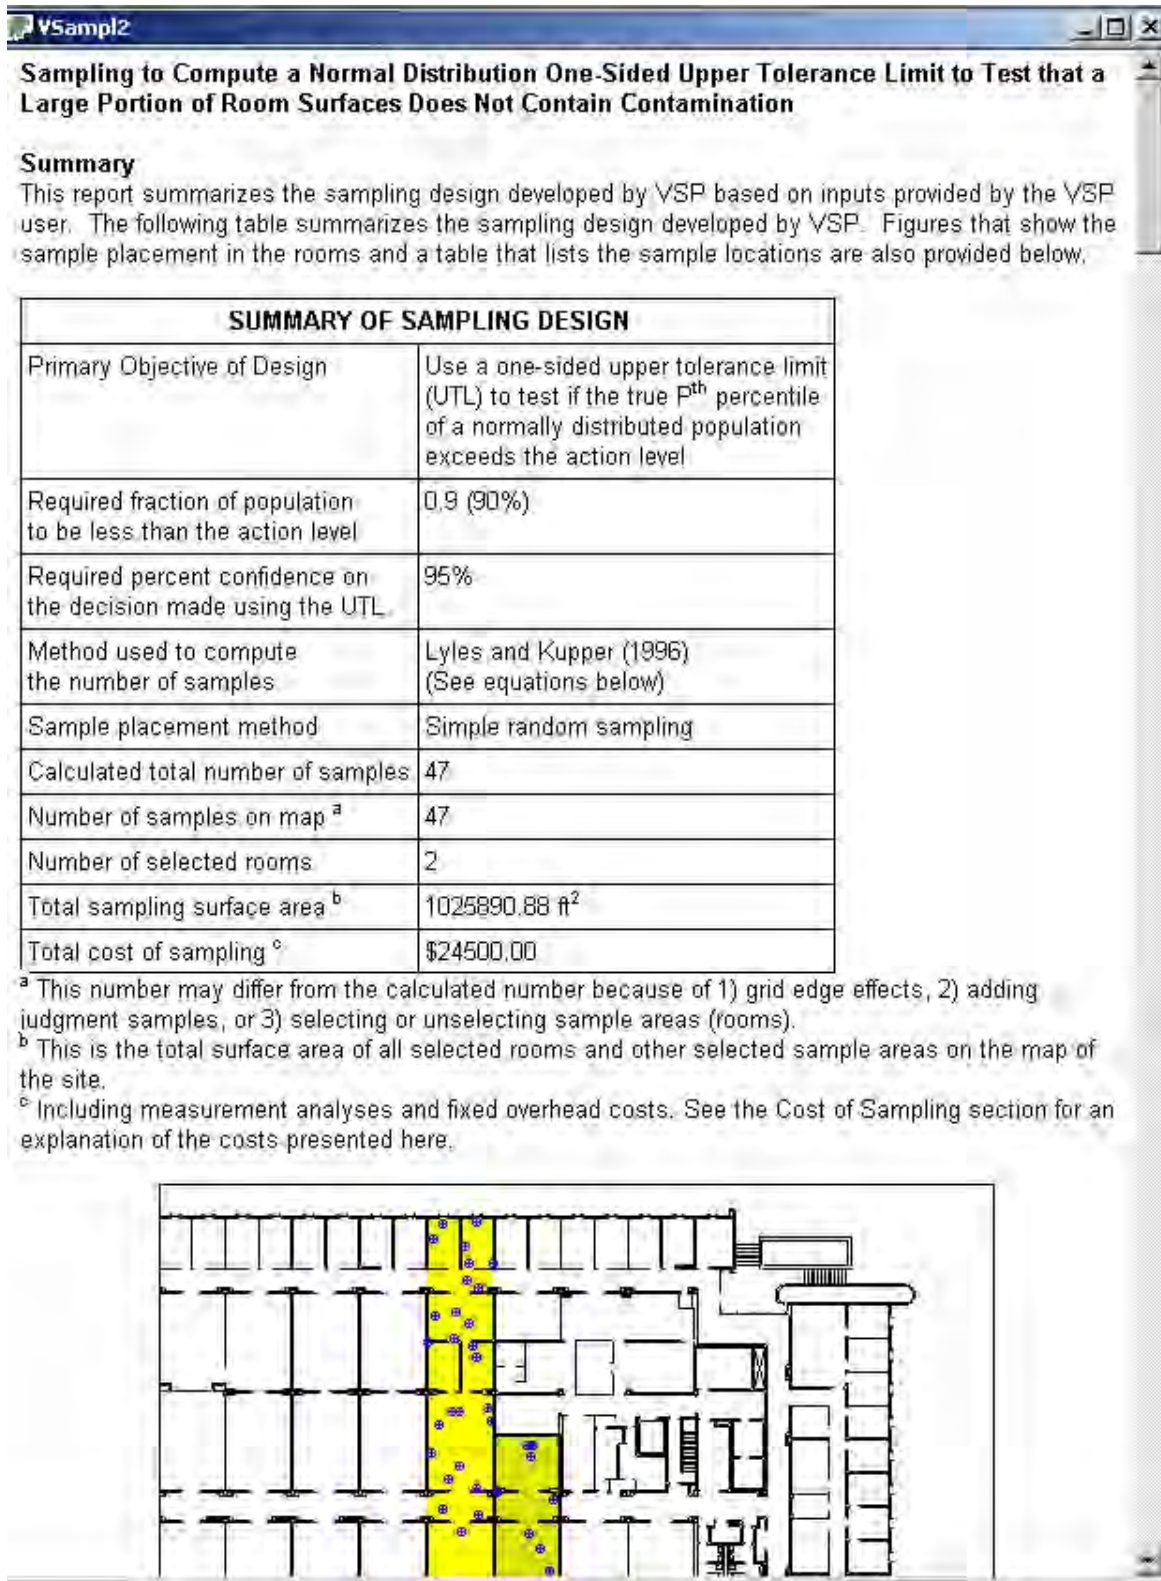 VSampl2
Sampling to Compute a Normal Distribution One-Sided Upper Tolerance Limit to Test that a
Large Portion of Room Surfaces Does Not Contain Contamination
Summary
This report summarizes the sampling design developed by VSP based on inputs provided by the VSP
user. The following table summarizes the sampling design developed by VSP. Figures that show the
sample placement in the rooms and a table that lists the sample locations are also provided below.
SUMMARY OF SAMPLING DESIGN
Primary Objective of Design
Use a one-sided upper tolerance limit
(UTL) to test if the true Pth percentile
of a normally distributed population
exceeds the action level
Required fraction of population
to be less than the action level
0.9 (90%)
Required percent confidence on
the decision made using the UTL.
95%
Method used to compute
the number of samples
Lyles and Kupper (1996)
(See equations below)
Sample placement method
Simple random sampling
Calculated total number of samples
47
Number of samples on map a
47
Number of selected rooms
2
Total sampling surface area b
1025890.88 ft2
Total cost of sampling c
$24500.00
a This number may differ from the calculated number because of 1) grid edge effects, 2) adding
judgment samples, or 3) selecting or unselecting sample areas (rooms).
b This is the total surface area of all selected rooms and other selected sample areas on the map of
the site.
c Including measurement analyses and fixed overhead costs. See the Cost of Sampling section for an
explanation of the costs presented here.